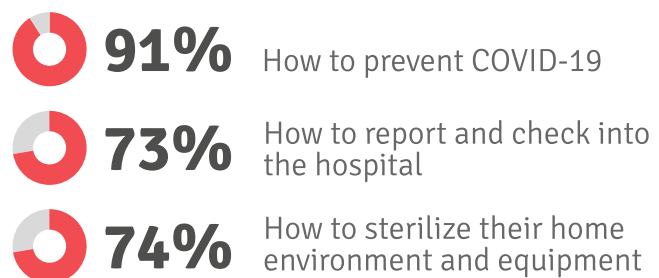 91% How to prevent COVID-19
73% How to report and check into
the hospital
74% How to sterilize their home
environment and equipment